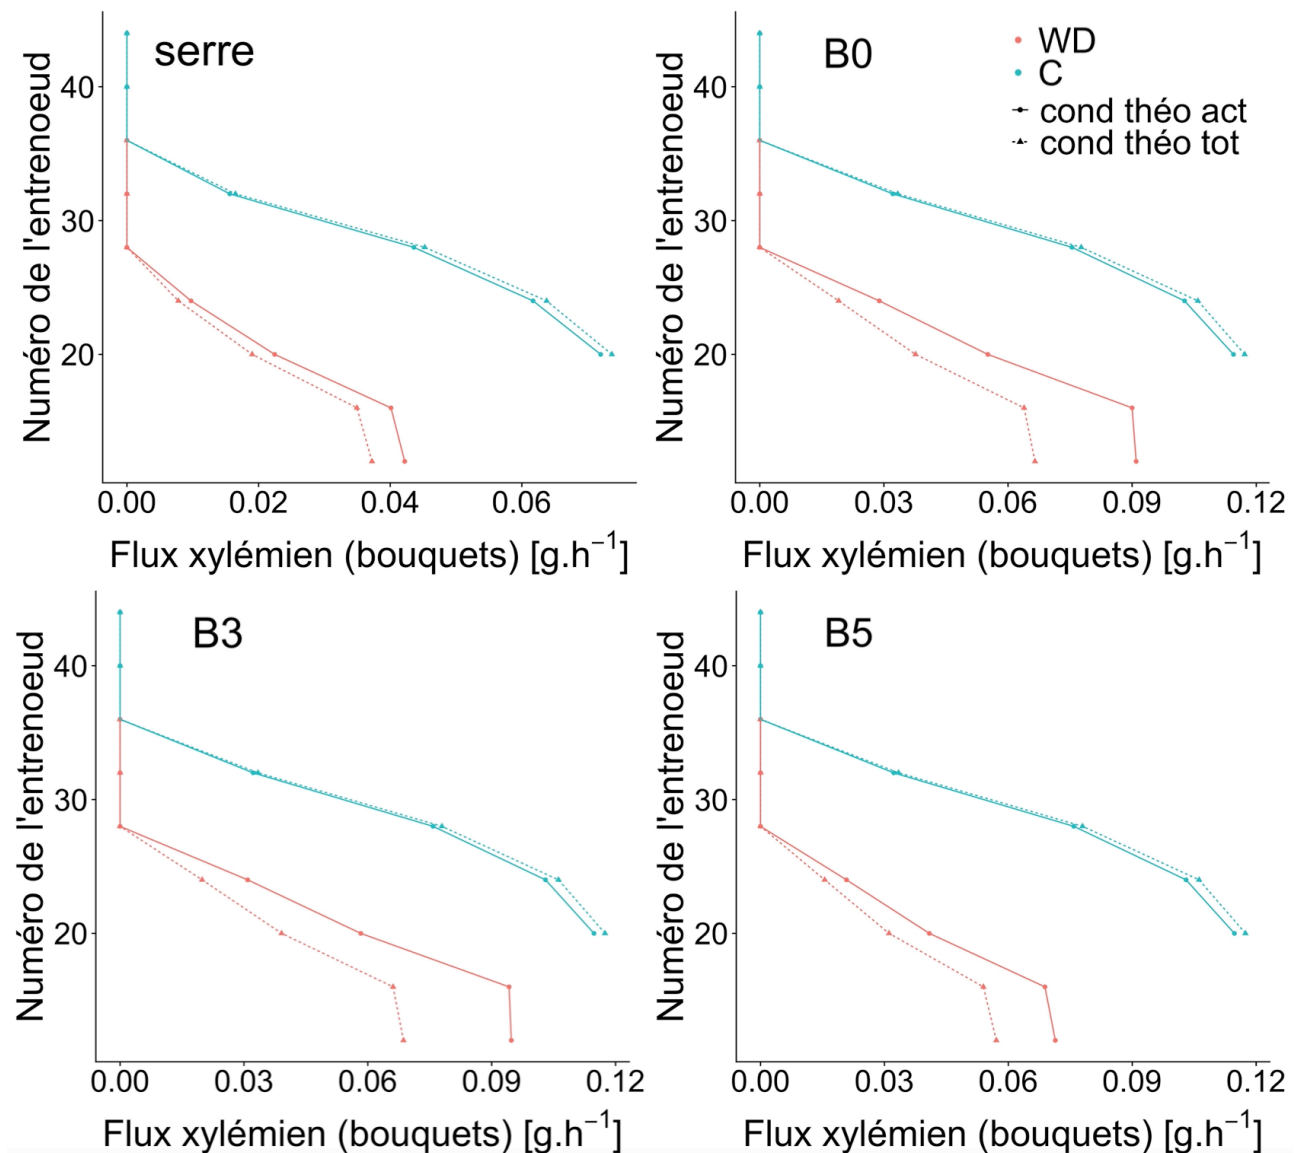 serre
Numéro de l'entrenoeud
40
30
20
0.00 0.02 0.04 0.06
Flux xylémien (bouquets) [g.h⁻¹]
B0
WD
C
cond théo act
cond théo tot
Numéro de l'entrenoeud
40
30
20
0.00 0.03 0.06 0.09 0.12
Flux xylémien (bouquets) [g.h⁻¹]
B3
Numéro de l'entrenoeud
40
30
20
0.00 0.03 0.06 0.09 0.12
Flux xylémien (bouquets) [g.h⁻¹]
B5
Numéro de l'entrenoeud
40
30
20
0.00 0.03 0.06 0.09 0.12
Flux xylémien (bouquets) [g.h⁻¹]